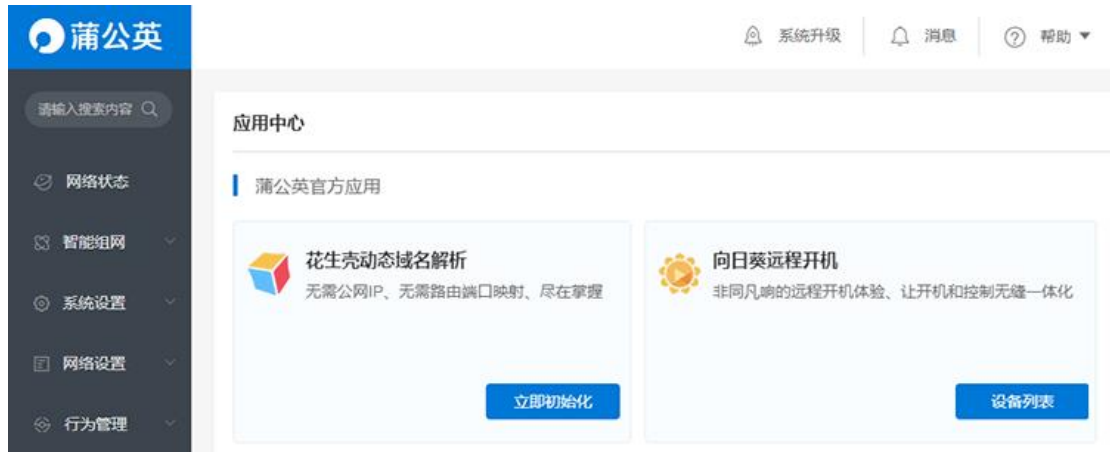 蒲公英
系统升级
消息
帮助
请输入搜索内容
应用中心
网络状态
蒲公英官方应用
智能组网
花生壳动态域名解析
无需公网IP、无需路由端口映射、尽在掌握
向日葵远程开机
非同凡响的远程开机体验、让开机和控制无缝一体化
系统设置
网络设置
立即初始化
设备列表
行为管理